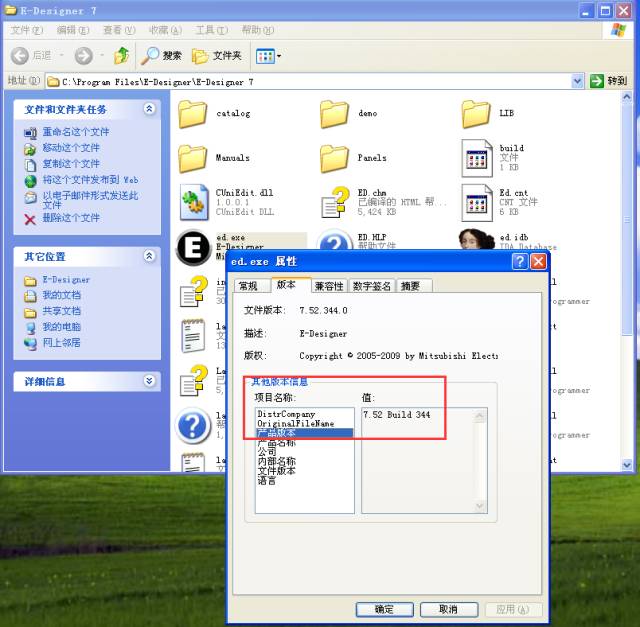 E-Designer 7
文件(F) 编辑(E) 查看(V) 收藏(A) 工具(T) 帮助(H)
后退 搜索 文件夹
地址(D) C:\Program Files\E-Designer\E-Designer 7 转到
文件和文件夹任务
重命名这个文件
移动这个文件
复制这个文件
将这个文件发布到 Web
以电子邮件形式发送此
文件
删除这个文件
其它位置
E-Designer
我的文档
共享文档
我的电脑
网上邻居
详细信息
catalog
demo
LIB
Manuals
Panels
build
文件
1 KB
CUniEdit.dll
1.0.0.1
CUniEdit DLL
ED.chm
已编译的 HTML 帮...
5,424 KB
Ed.cnt
CNT 文件
6 KB
ed.exe
E-Designer
ED.HLP
帮助文件
ed.idb
IDA Database
ed.exe 属性
常规 版本 兼容性 数字签名 摘要
文件版本: 7.52.344.0
描述: E-Designer
版权: Copyright © 2005-2009 by Mitsubishi Elect
其他版本信息
项目名称: 值:
DistrCompany
OriginalFileName
产品版本
产品名称
公司
内部名称
文件版本
语言
7.52 Build 344
确定 取消 应用(A)